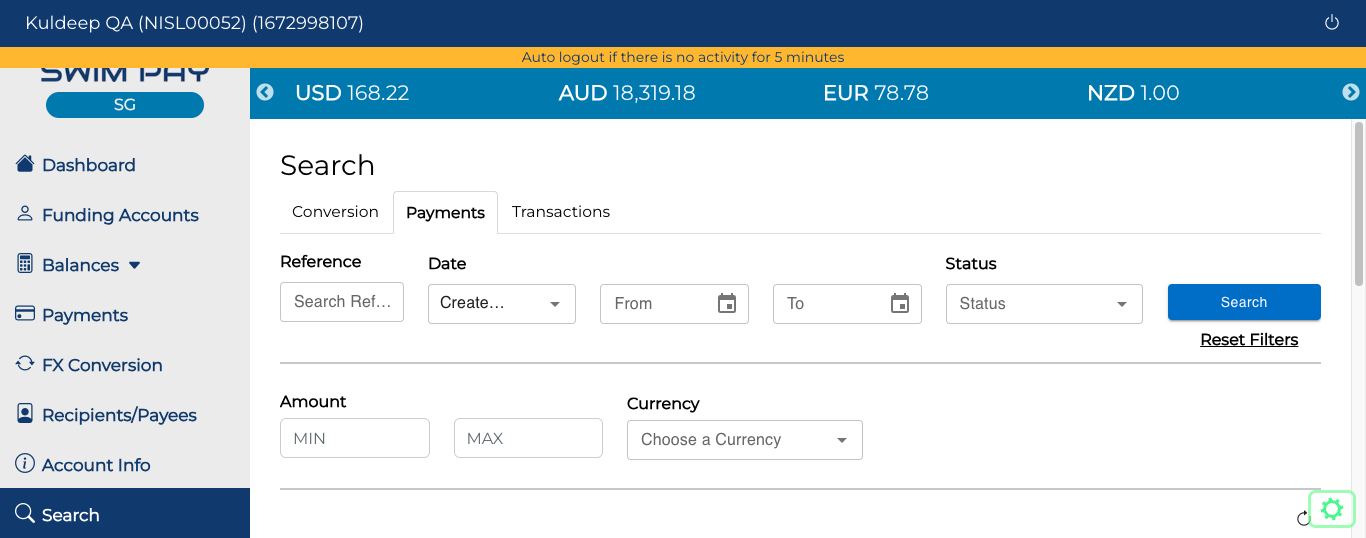 Kuldeep QA (NISL00052) (1672998107)
Auto logout if there is no activity for 5 minutes
SWIM PAY
SG
USD 168.22
AUD 18,319.18
EUR 78.78
NZD 1.00
Dashboard
Funding Accounts
Balances
Payments
FX Conversion
Recipients/Payees
Account Info
Search
Search
Conversion
Payments
Transactions
Reference
Date
Status
Search Ref...
Create...
From
To
Status
Search
Reset Filters
Amount
Currency
MIN
MAX
Choose a Currency